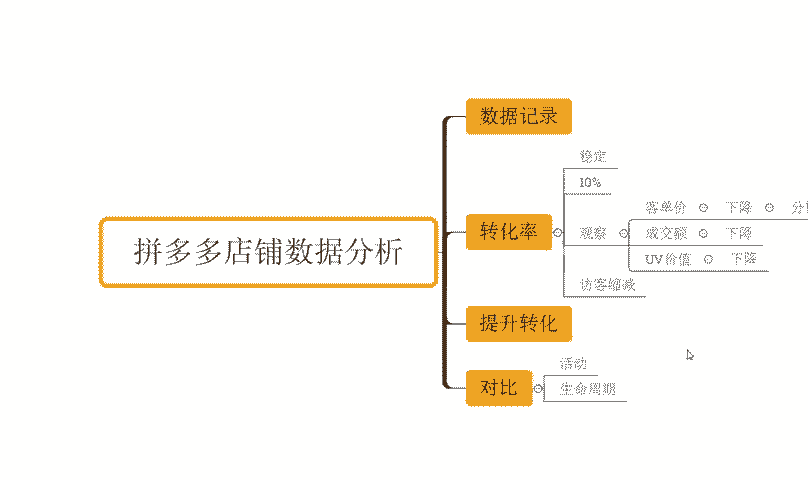 拼多多店铺数据分析
数据记录
转化率
稳定
10%
观察
客单价
下降
成交额
下降
UV价值
下降
访客缩减
提升转化
对比
活动
生命周期